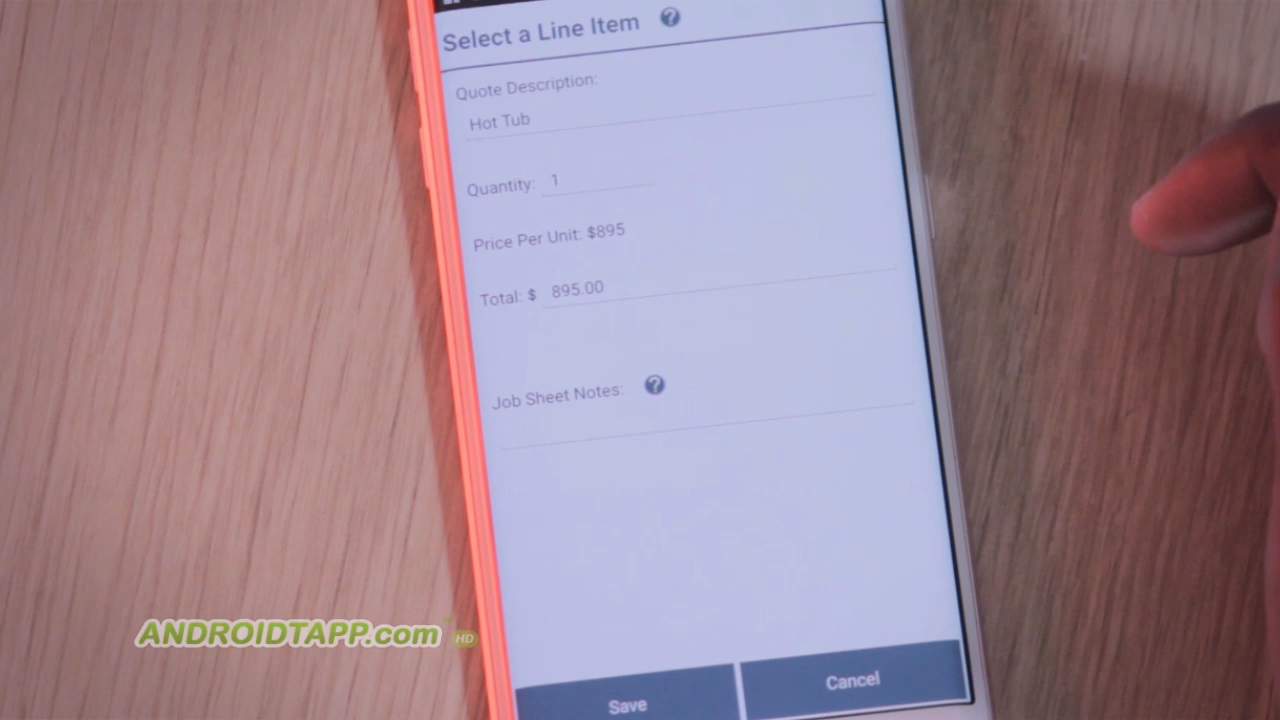 Select a Line Item ?
Quote Description:
Hot Tub
Quantity: 1
Price Per Unit: $895
Total: $ 895.00
Job Sheet Notes: ?
Save Cancel
ANDROIDTAPP.com HD